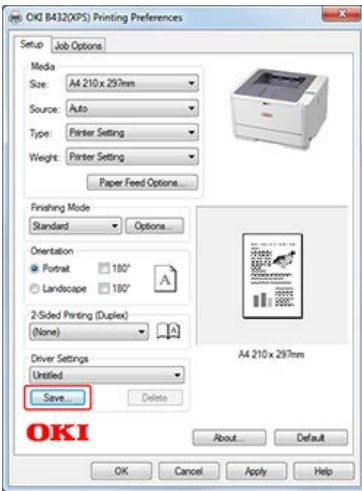 OKI B432(XPS) Printing Preferences
Setup Job Options
Media
Size: A4 210 x 297mm
Source: Auto
Type: Printer Setting
Weight: Printer Setting
Paper Feed Options...
Finishing Mode
Standard Options...
Orientation
Portrait 180°
Landscape 180°
A
2-Sided Printing (Duplex)
(None)
A
A4 210 x 297mm
Driver Settings
Untitled
Save... Delete
OKI
About... Default
OK Cancel Apply Help